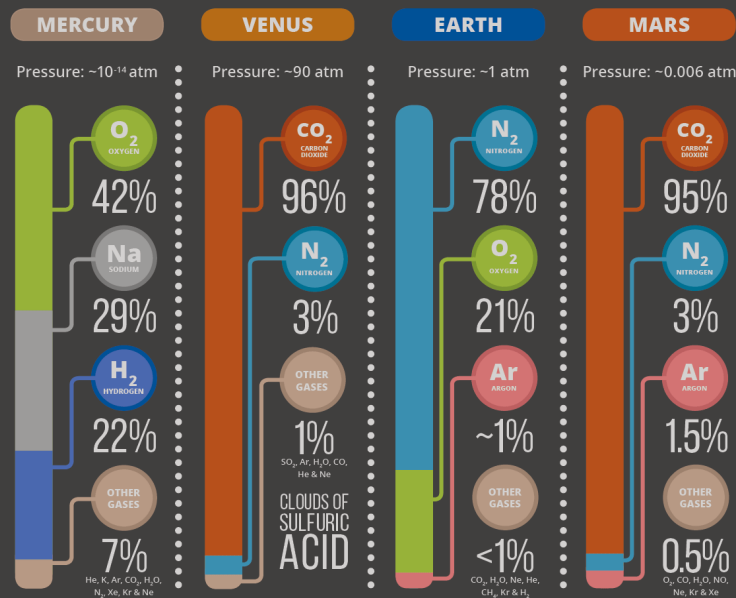 MERCURY
Pressure: ~10⁻¹⁴ atm
O₂
OXYGEN
42%
Na
SODIUM
29%
H₂
HYDROGEN
22%
OTHER
GASES
7%
He, K, Ar, CO₂, H₂O,
N₂, Xe, Kr & Ne
VENUS
Pressure: ~90 atm
CO₂
CARBON
DIOXIDE
96%
N₂
NITROGEN
3%
OTHER
GASES
1%
SO₂, Ar, H₂O, CO,
He & Ne
CLOUDS OF
SULFURIC
ACID
EARTH
Pressure: ~1 atm
N₂
NITROGEN
78%
O₂
OXYGEN
21%
Ar
ARGON
~1%
OTHER
GASES
<1%
CO₂, H₂O, Ne, He,
CH₄, Kr & H₂
MARS
Pressure: ~0.006 atm
CO₂
CARBON
DIOXIDE
95%
N₂
NITROGEN
3%
Ar
ARGON
1.5%
OTHER
GASES
0.5%
O₂, CO, H₂O, NO,
Ne, Kr & Xe